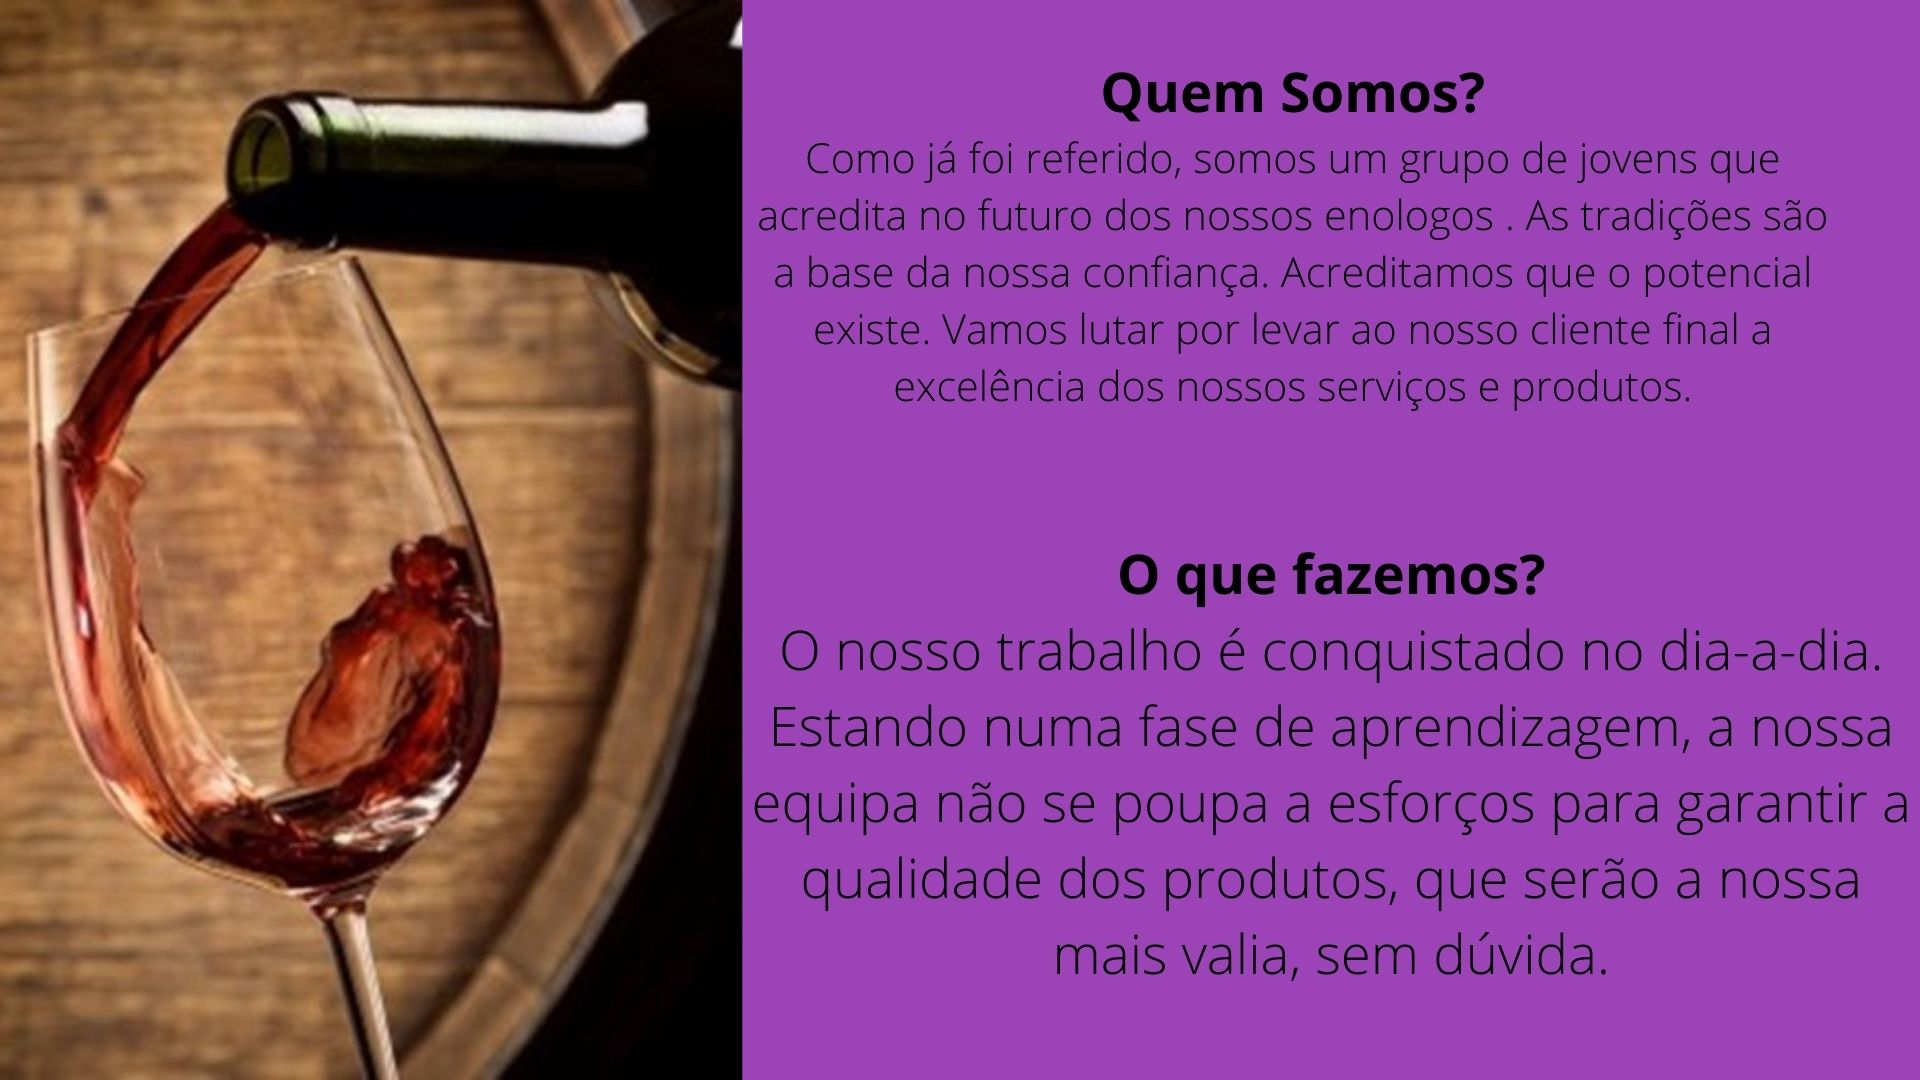 Quem Somos?
Como já foi referido, somos um grupo de jovens que
acredita no futuro dos nossos enologos . As tradições são
a base da nossa confiança. Acreditamos que o potencial
existe. Vamos lutar por levar ao nosso cliente final a
excelência dos nossos serviços e produtos.
O que fazemos?
O nosso trabalho é conquistado no dia-a-dia.
Estando numa fase de aprendizagem, a nossa
equipa não se poupa a esforços para garantir a
qualidade dos produtos, que serão a nossa
mais valia, sem dúvida.